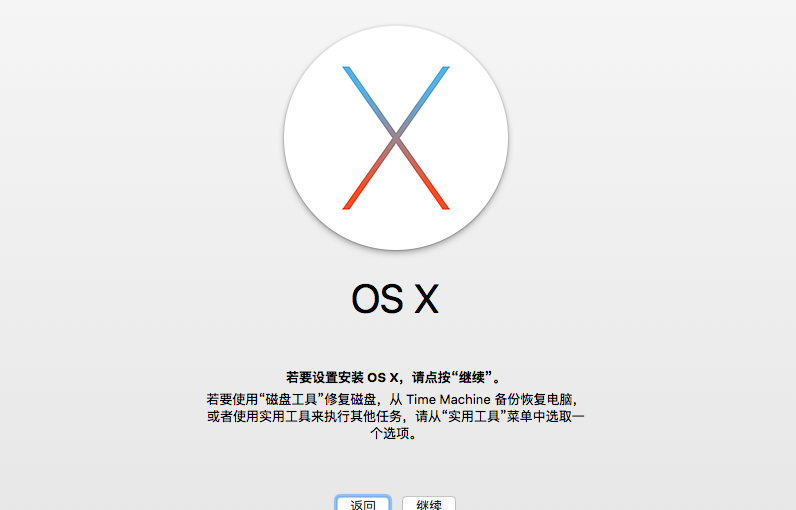 OS X
若要设置安装 OS X，请点按“继续”。
若要使用“磁盘工具”修复磁盘，从 Time Machine 备份恢复电脑，
或者使用实用工具来执行其他任务，请从“实用工具”菜单中选取一
个选项。
返回 继续